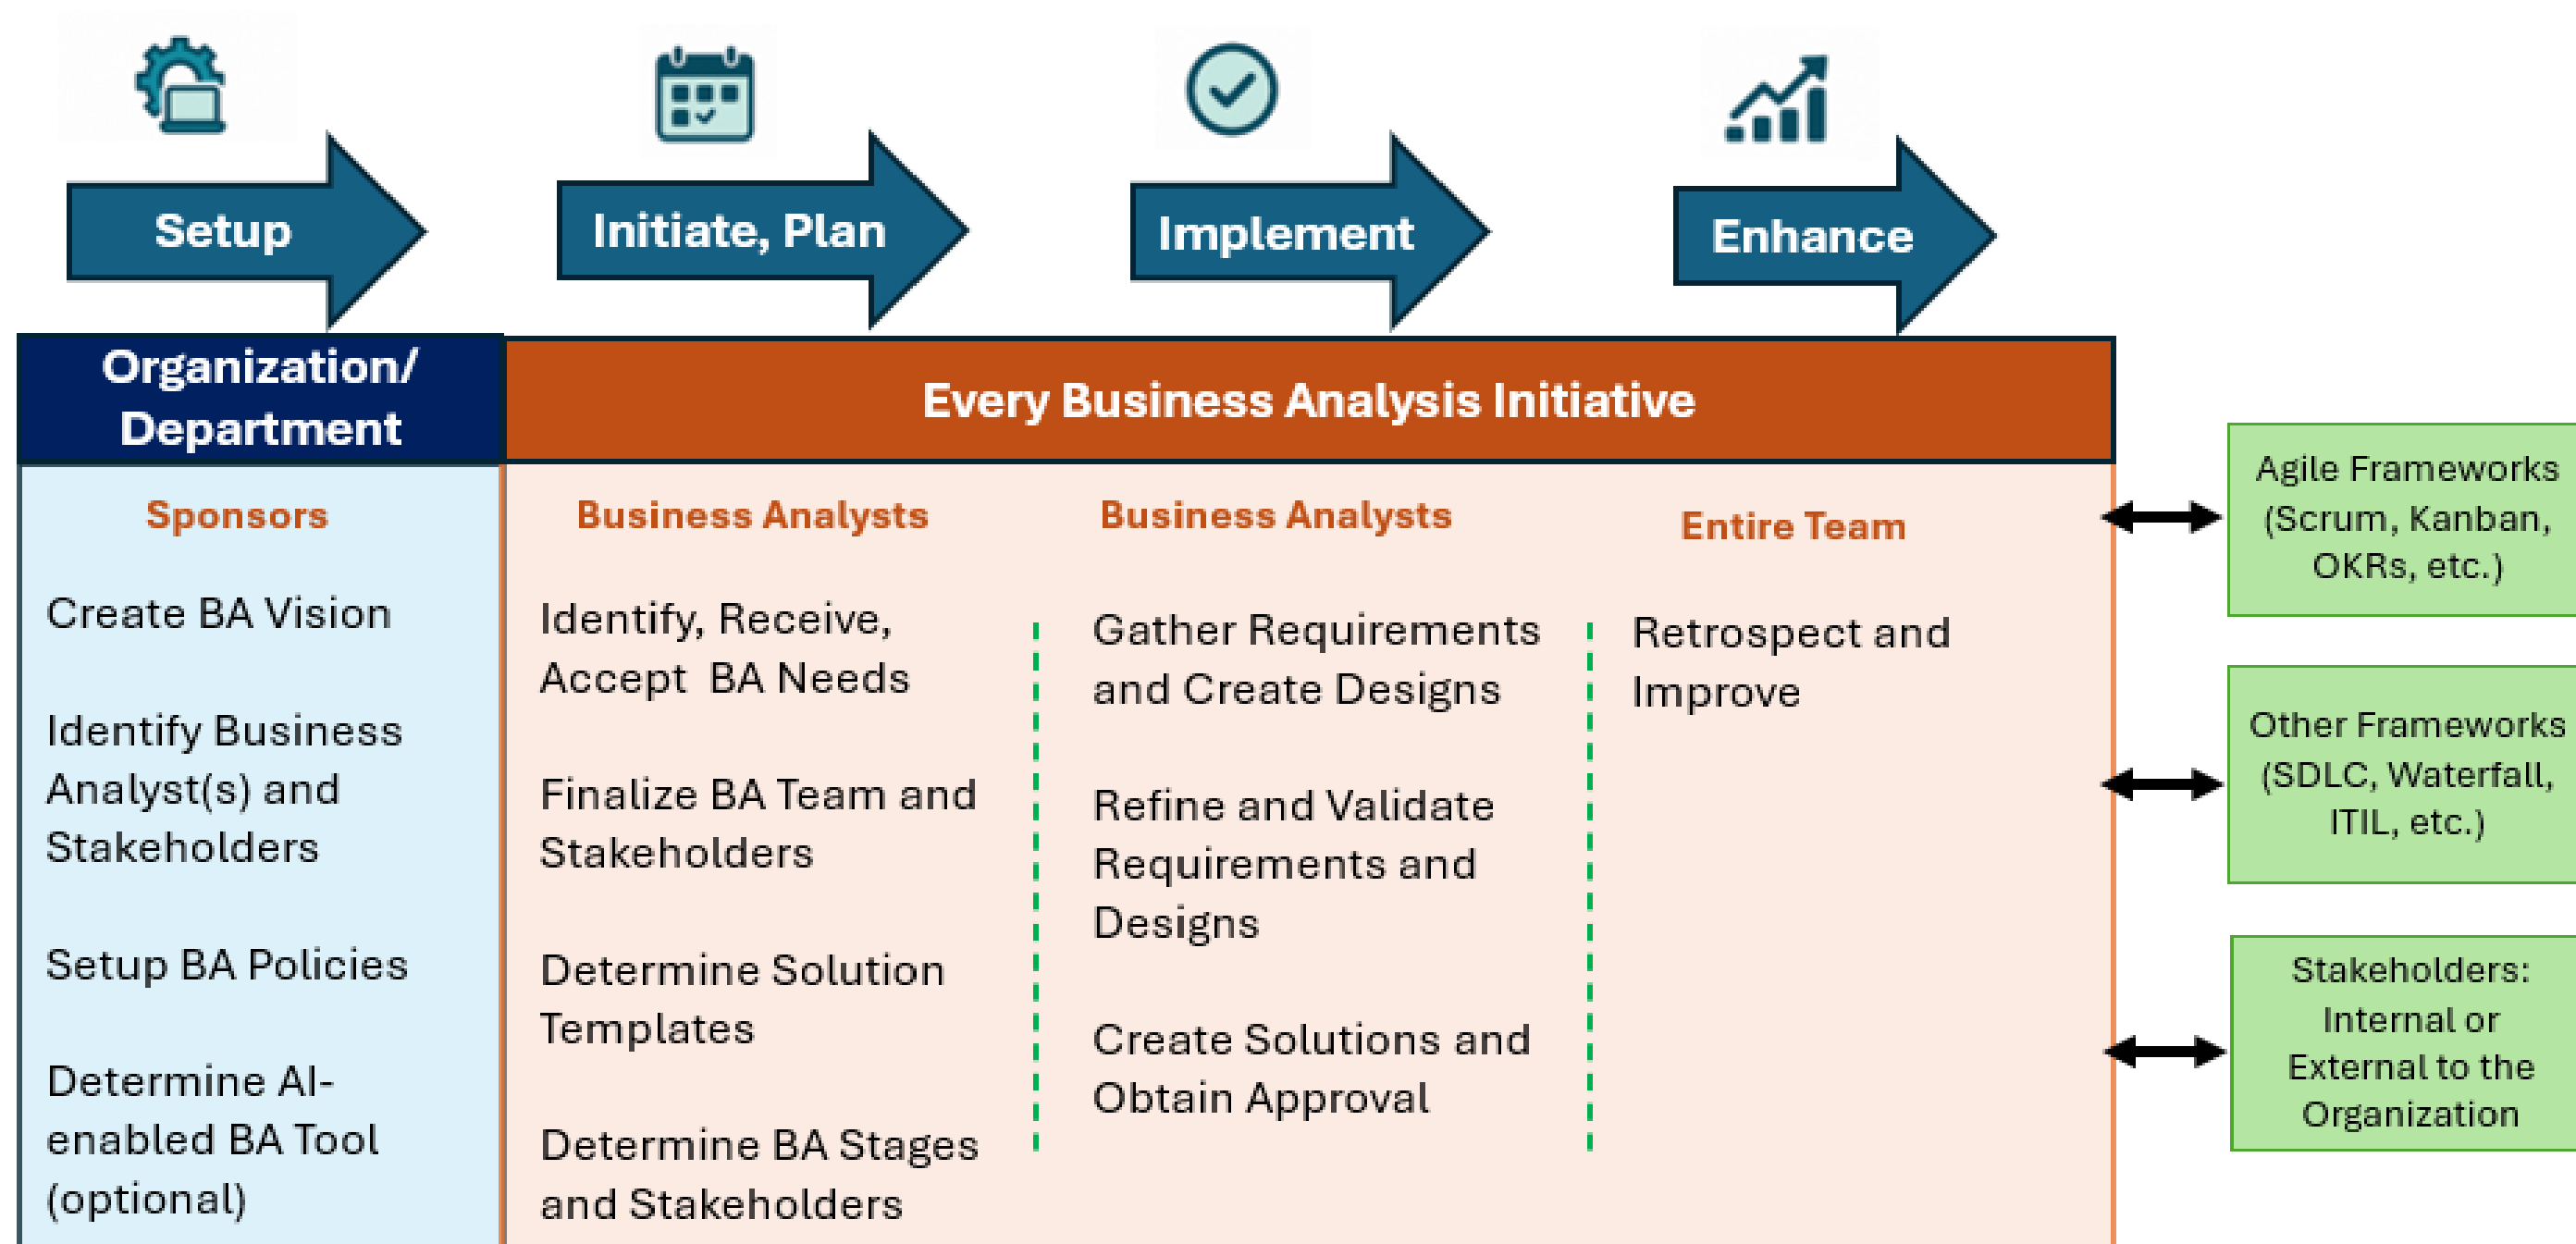 Setup
Initiate, Plan
Implement
Enhance
Organization/
Department
Every Business Analysis Initiative
Sponsors
Create BA Vision
Identify Business
Analyst(s) and
Stakeholders
Setup BA Policies
Determine AI-
enabled BA Tool
(optional)
Business Analysts
Identify, Receive,
Accept  BA Needs
Finalize BA Team and
Stakeholders
Determine Solution
Templates
Determine BA Stages
and Stakeholders
Business Analysts
Gather Requirements
and Create Designs
Refine and Validate
Requirements and
Designs
Create Solutions and
Obtain Approval
Entire Team
Retrospect and
Improve
Agile Frameworks
(Scrum, Kanban,
OKRs, etc.)
Other Frameworks
(SDLC, Waterfall,
ITIL, etc.)
Stakeholders:
Internal or
External to the
Organization